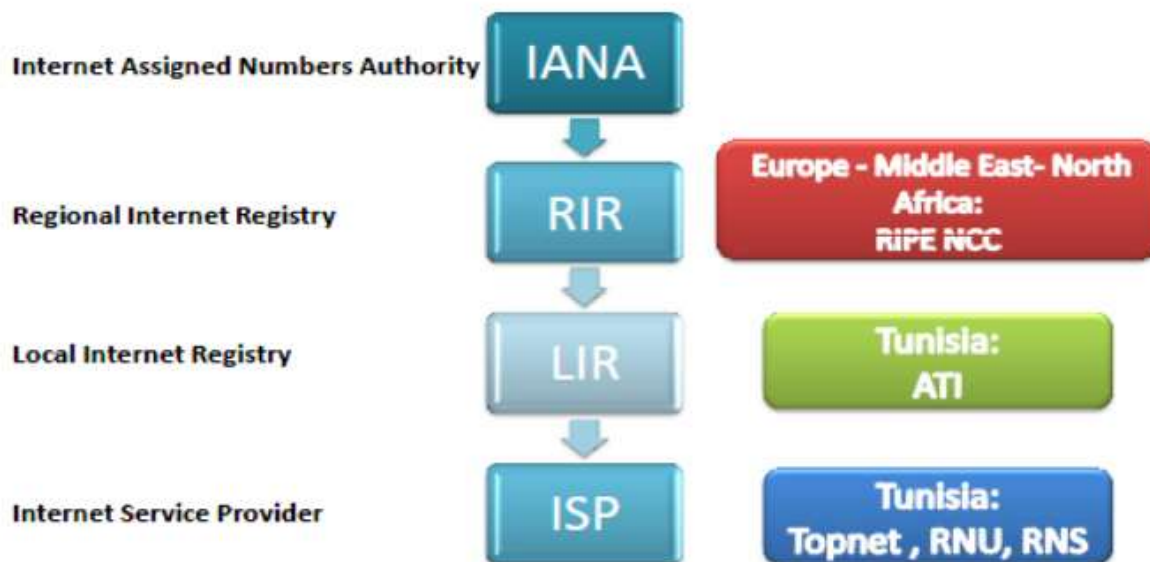 Internet Assigned Numbers Authority
IANA
Regional Internet Registry
RIR
Europe - Middle East- North
Africa:
RIPE NCC
Local Internet Registry
LIR
Tunisia:
ATI
Internet Service Provider
ISP
Tunisia:
Topnet , RNU, RNS